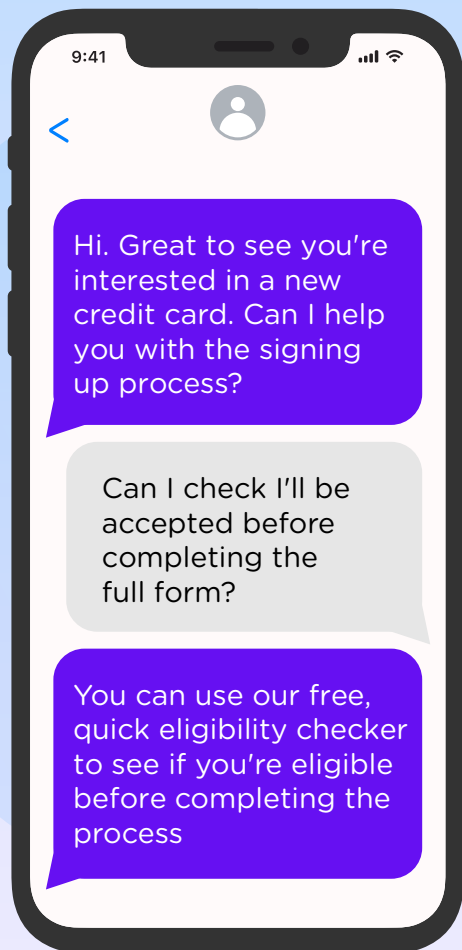 9:41
Hi. Great to see you're
interested in a new
credit card. Can I help
you with the signing
up process?
Can I check I'll be
accepted before
completing the
full form?
You can use our free,
quick eligibility checker
to see if you're eligible
before completing the
process